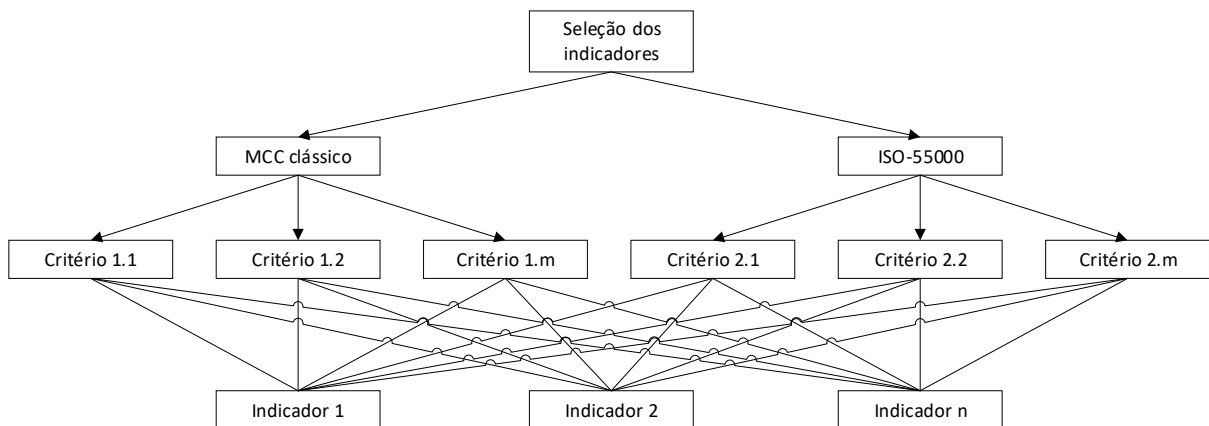 Seleção dos
indicadores
MCC clássico
ISO-55000
Critério 1.1
Critério 1.2
Critério 1.m
Critério 2.1
Critério 2.2
Critério 2.m
Indicador 1
Indicador 2
Indicador n